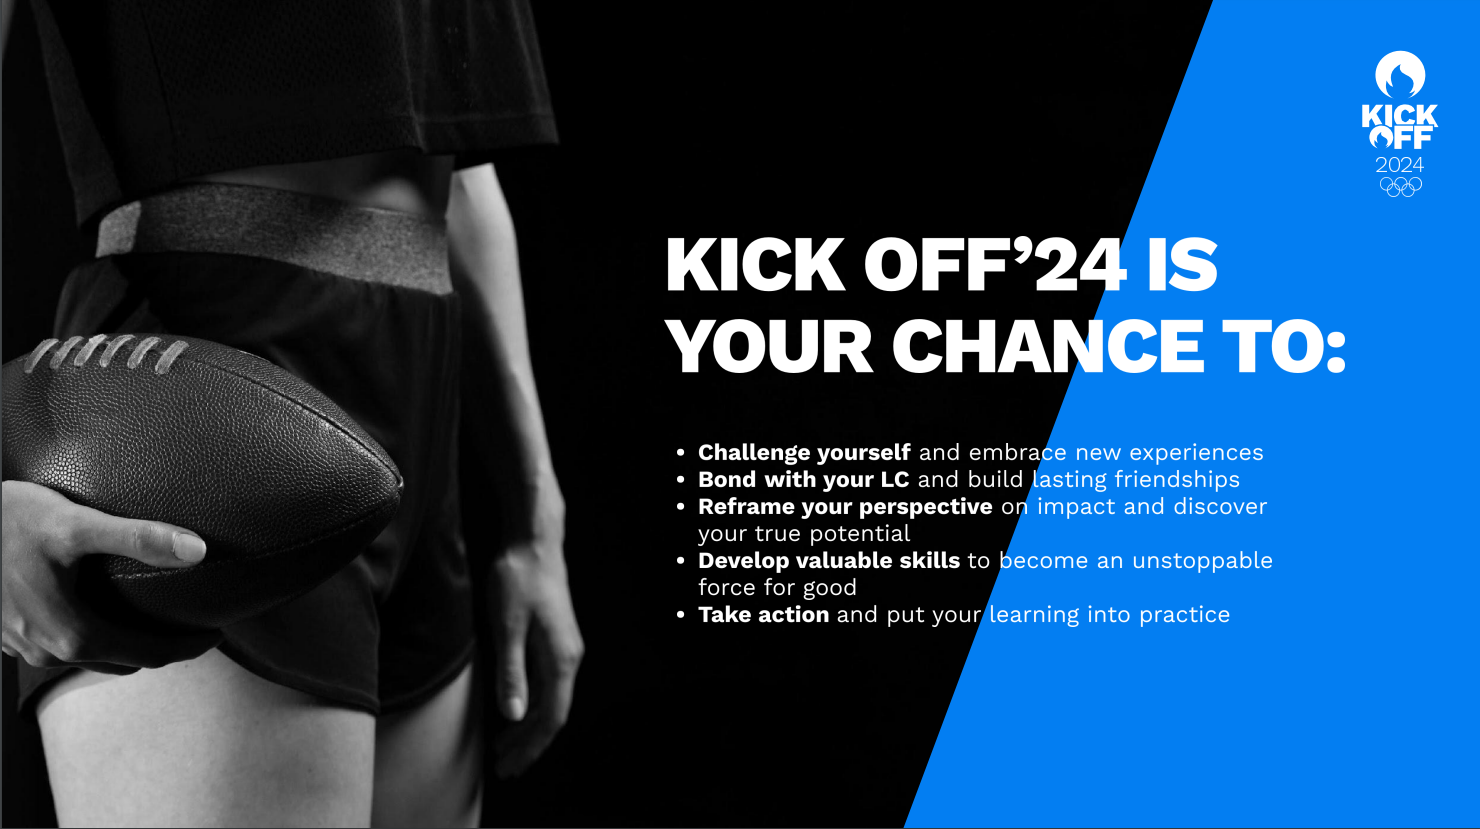 KICK
OFF
2024
KICK OFF’24 IS
YOUR CHANCE TO:
• Challenge yourself and embrace new experiences
• Bond with your LC and build lasting friendships
• Reframe your perspective on impact and discover
your true potential
• Develop valuable skills to become an unstoppable
force for good
• Take action and put your learning into practice